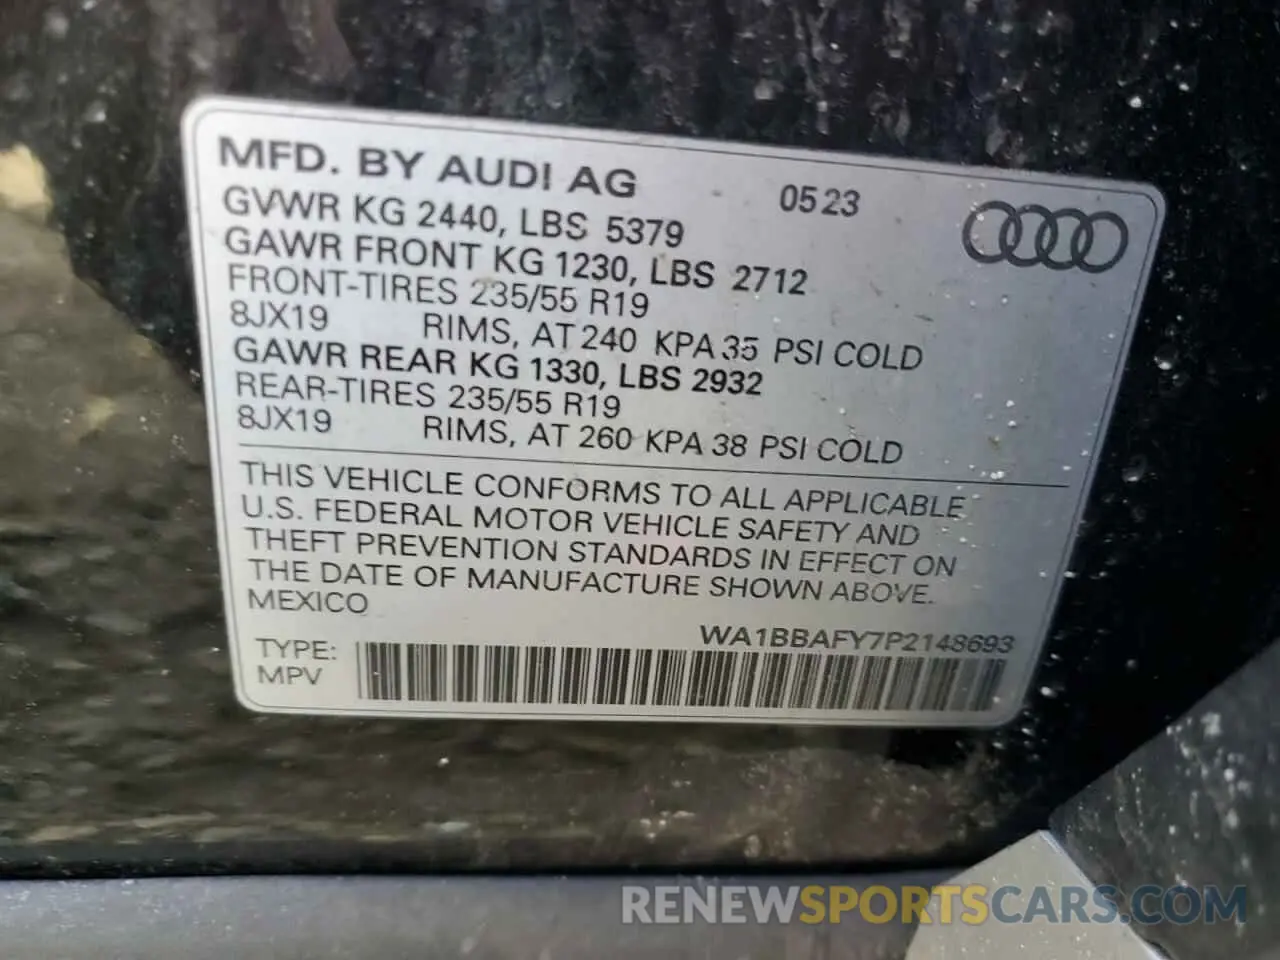 MFD. BY AUDI AG 0523
GVWR KG 2440, LBS 5379
GAWR FRONT KG 1230, LBS 2712
FRONT-TIRES 235/55 R19
8JX19 RIMS, AT 240 KPA 35 PSI COLD
GAWR REAR KG 1330, LBS 2932
REAR-TIRES 235/55 R19
8JX19 RIMS, AT 260 KPA 38 PSI COLD
THIS VEHICLE CONFORMS TO ALL APPLICABLE
U.S. FEDERAL MOTOR VEHICLE SAFETY AND
THEFT PREVENTION STANDARDS IN EFFECT ON
THE DATE OF MANUFACTURE SHOWN ABOVE.
MEXICO
WA1BBAFY7P2148693
TYPE:
MPV
RENEWSPORTSCARS.COM